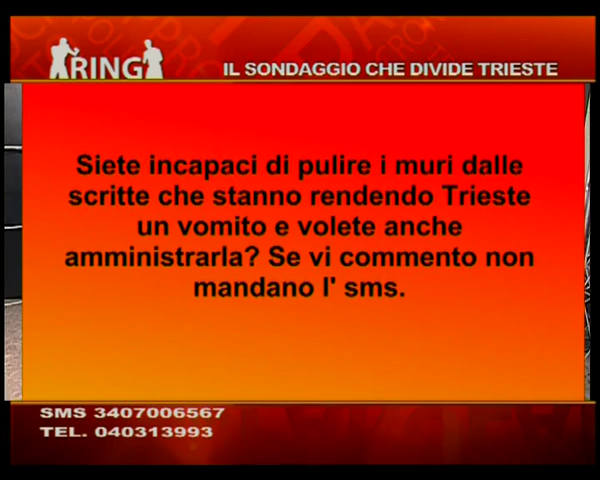 RING
IL SONDAGGIO CHE DIVIDE TRIESTE
Siete incapaci di pulire i muri dalle
scritte che stanno rendendo Trieste
un vomito e volete anche
amministrarla? Se vi commento non
mandano l' sms.
SMS 3407006567
TEL. 040313993